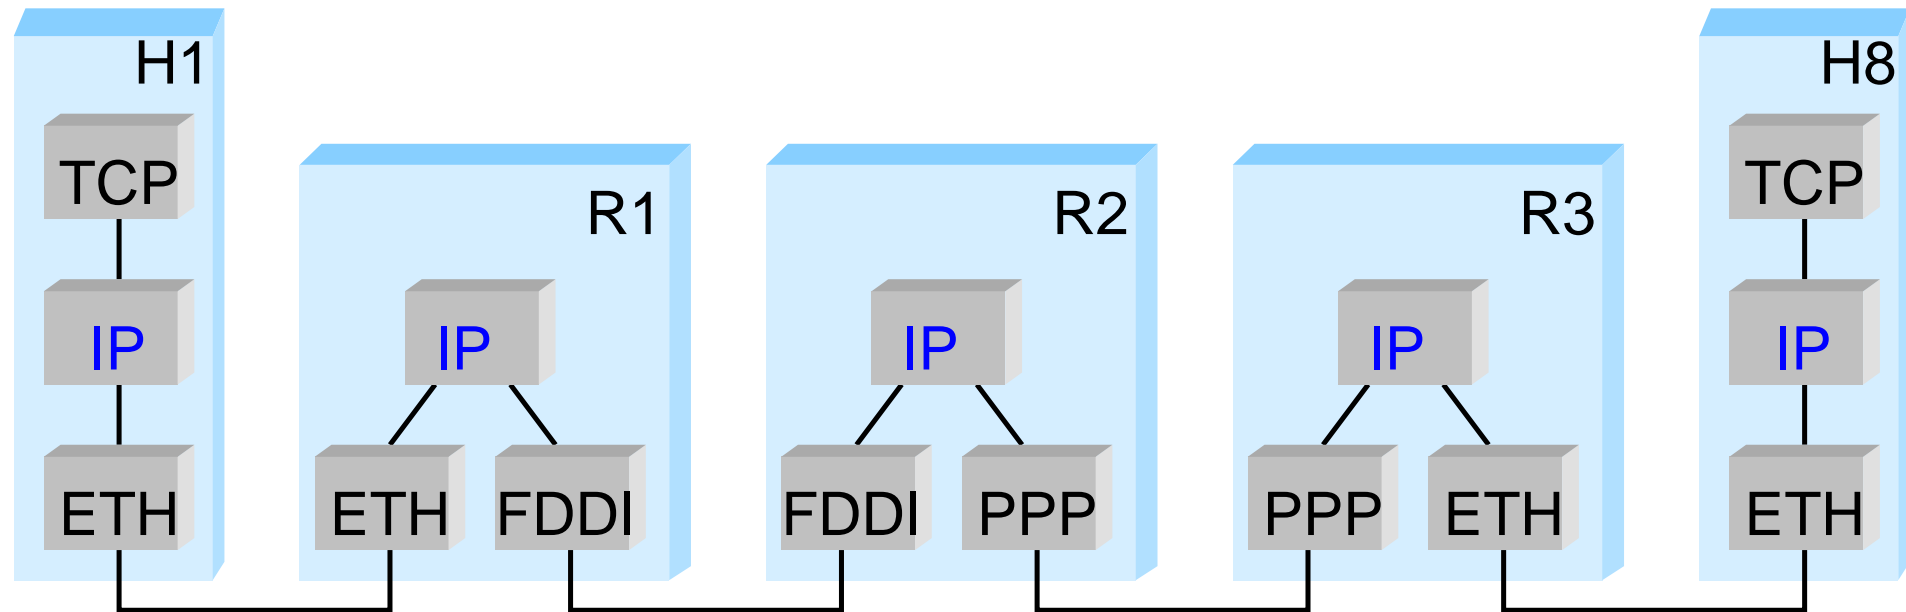 H1
H8
TCP
TCP
R1
R2
R3
IP
IP
IP
IP
IP
ETH
ETH
FDDI
FDDI
PPP
PPP
ETH
ETH